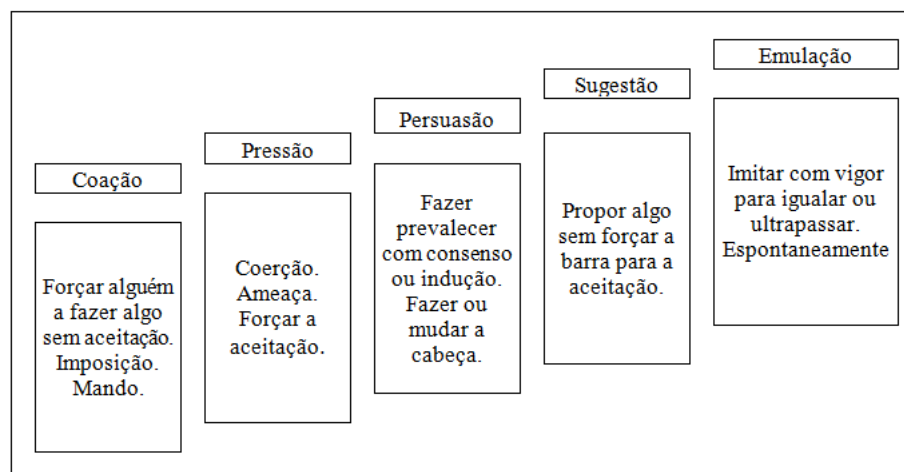 Coação
Forçar alguém
a fazer algo
sem aceitação.
Imposição.
Mando.
Pressão
Coerção.
Ameaça.
Forçar a
aceitação.
Persuasão
Fazer
prevalecer
com consenso
ou indução.
Fazer ou
mudar a
cabeça.
Sugestão
Propor algo
sem forçar a
barra para a
aceitação.
Emulação
Imitar com vigor
para igualar ou
ultrapassar.
Espontaneamente